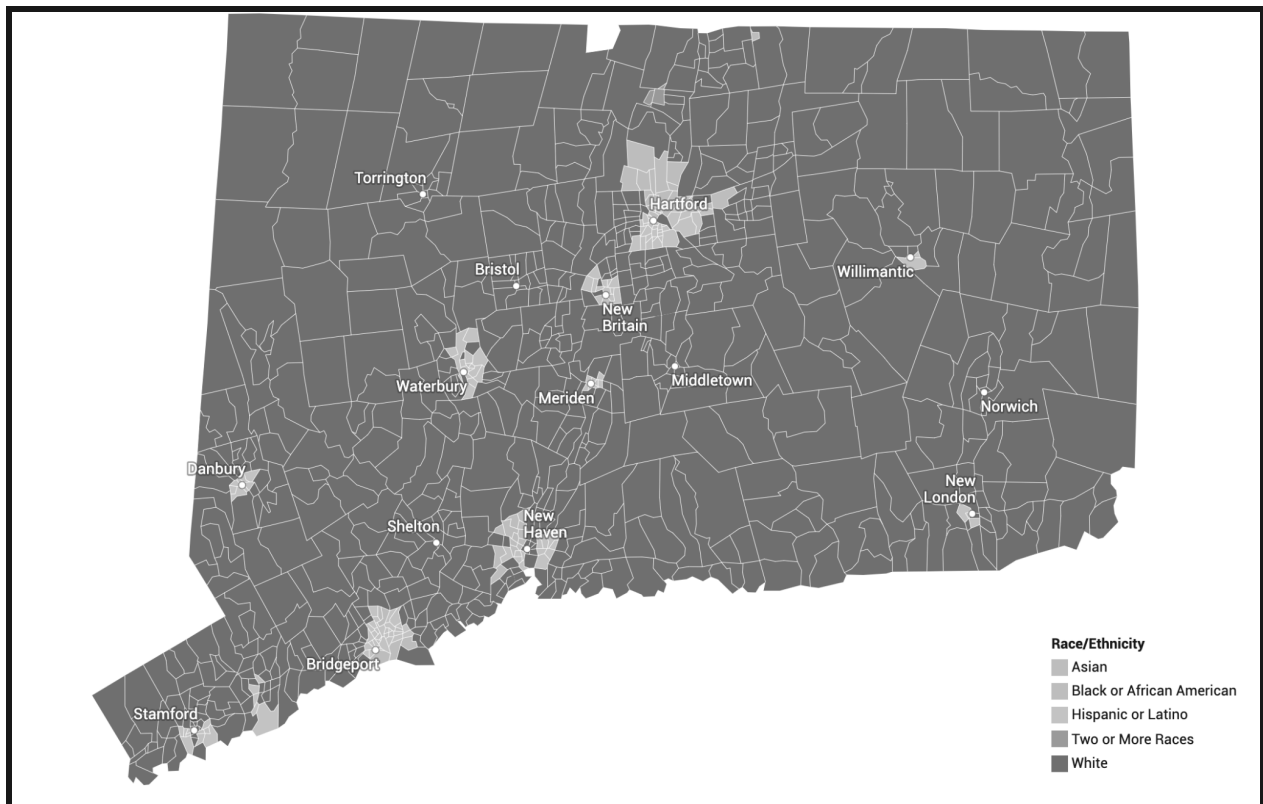 Torrington
Hartford
Bristol
Willimantic
New
Britain
Waterbury
Meriden
Middletown
Norwich
Danbury
New
London
Shelton
New
Haven
Bridgeport
Stamford
Race/Ethnicity
Asian
Black or African American
Hispanic or Latino
Two or More Races
White